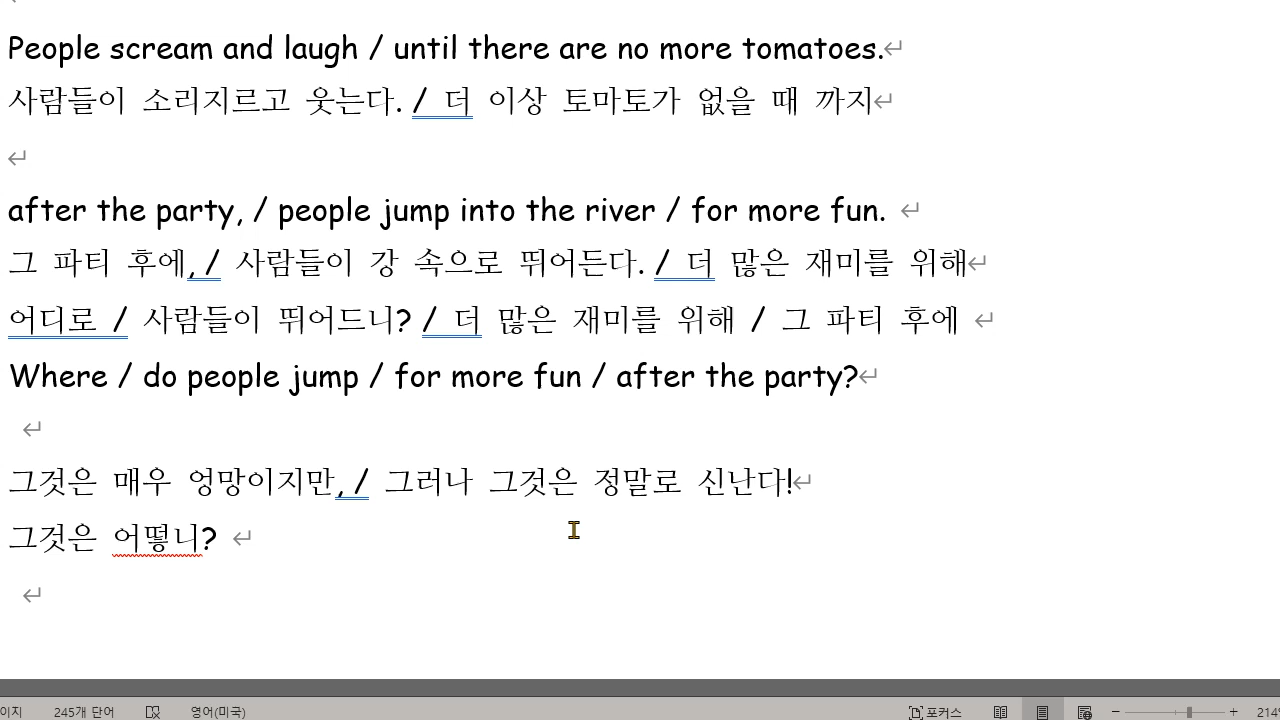 People scream and laugh / until there are no more tomatoes.
사람들이 소리지르고 웃는다. / 더 이상 토마토가 없을 때 까지
after the party, / people jump into the river / for more fun.
그 파티 후에, / 사람들이 강 속으로 뛰어든다. / 더 많은 재미를 위해
어디로 / 사람들이 뛰어드니? / 더 많은 재미를 위해 / 그 파티 후에
Where / do people jump / for more fun / after the party?
그것은 매우 엉망이지만, / 그러나 그것은 정말로 신난다!
그것은 어떻니?
이지 245개 단어 영어(미국) 포커스 214%